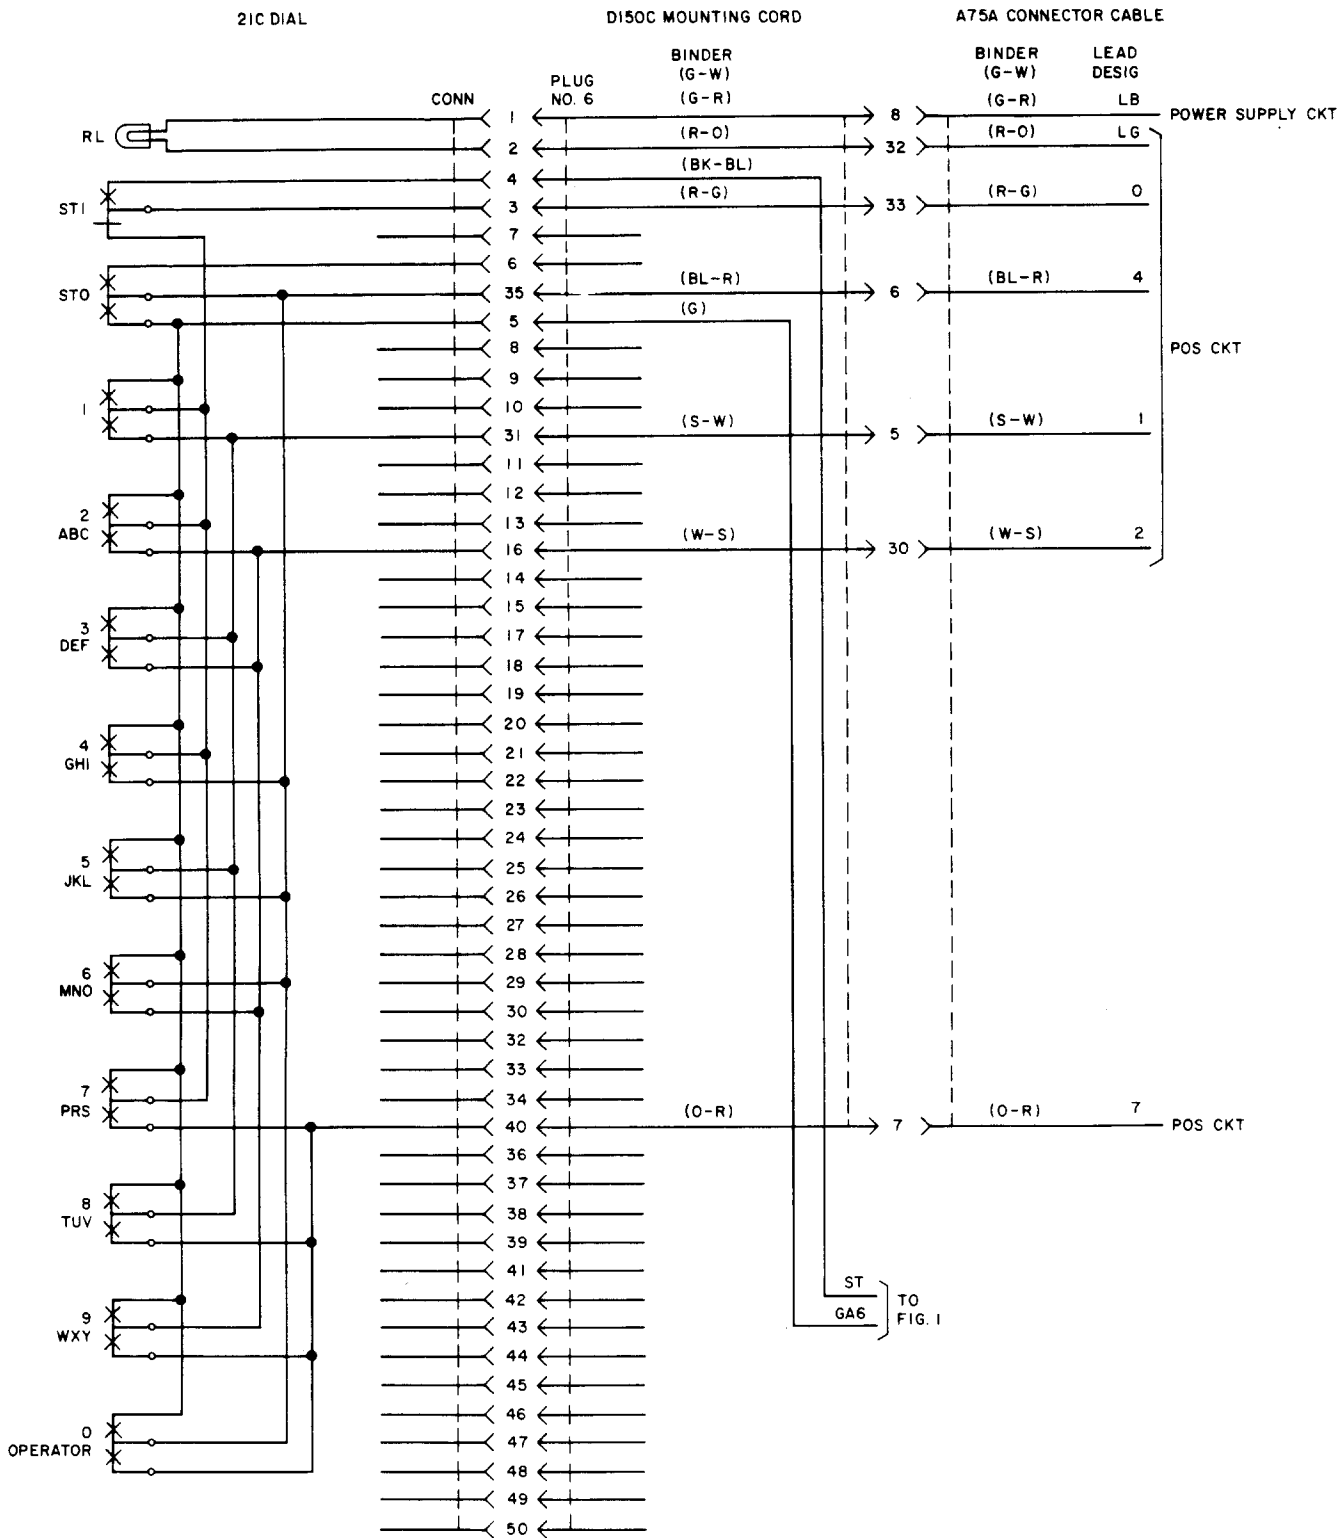 21C DIAL D150C MOUNTING CORD A75A CONNECTOR CABLE
BINDER BINDER LEAD
(G-W) (G-W) DESIG
PLUG
CONN NO. 6 (G-R) (G-R) LB
RL 1 8 POWER SUPPLY CKT
(R-O) (R-O) LG
2 32
(BK-BL)
4
(R-G) (R-G) 0
ST1 3 33
7
6
(BL-R) (BL-R) 4
ST0 35 6
(G)
5
8 POS CKT
9
1 10
(S-W) (S-W) 1
31 5
11
12
2 13
ABC
(W-S) (W-S) 2
16 30
14
15
3 17
DEF
18
19
20
4 21
GHI
22
23
24
5 25
JKL
26
27
28
6 29
MNO
30
32
33
7 34
PRS (O-R) (O-R) 7
40 7 POS CKT
36
37
8 38
TUV
39
41
ST
42 TO
9 43 GA6 FIG. 1
WXY
44
45
46
0 47
OPERATOR
48
49
50